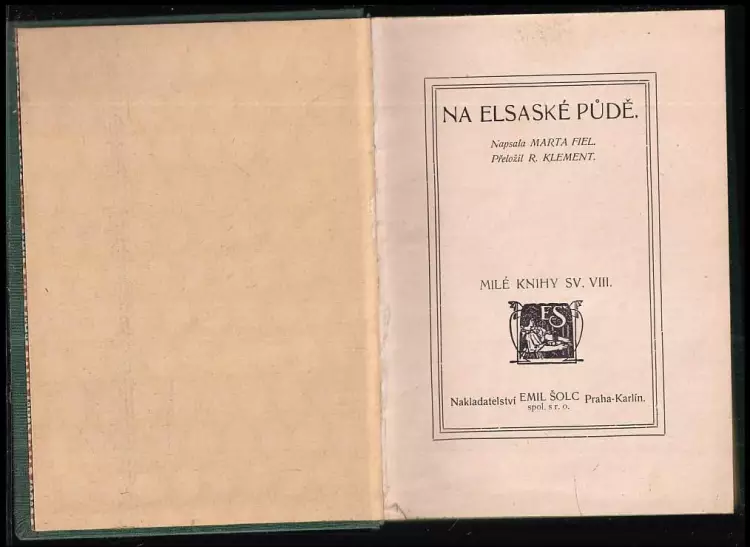 NA ELSASKÉ PŮDĚ.
Napsala MARTA FIEL.
Přeložil R. KLEMENT.
MILÉ KNIHY SV. VIII.
ES
Nakladatelství EMIL ŠOLC Praha-Karlín.
spol. s r. o.